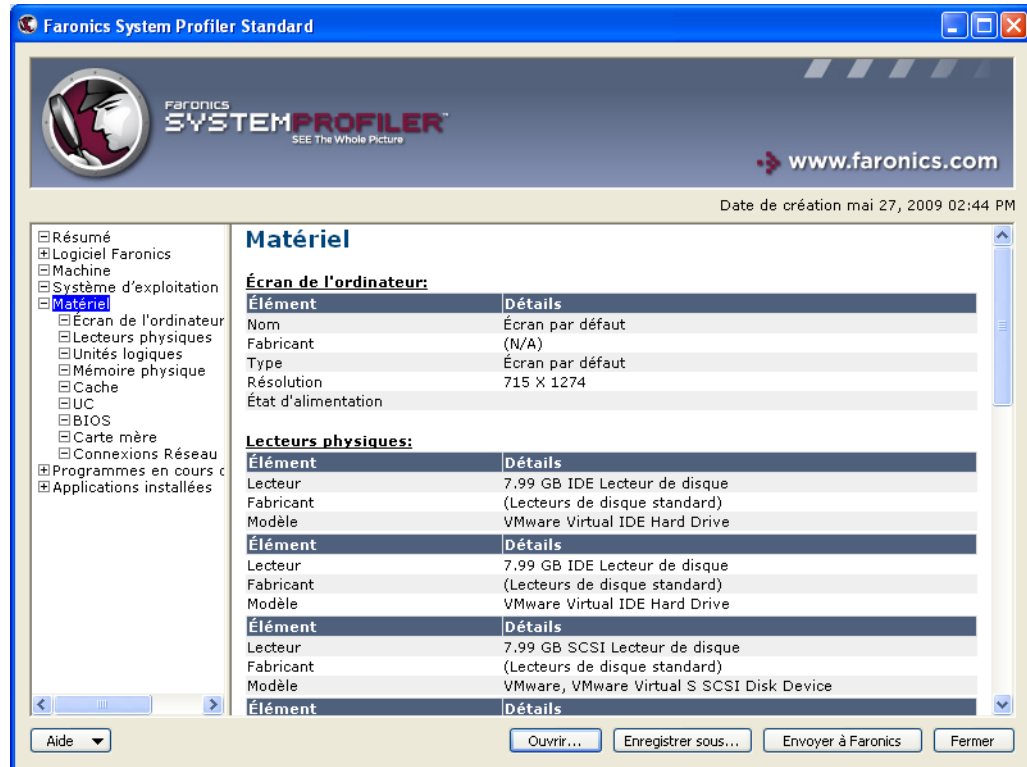 Faronics System Profiler Standard
Faronics
SYSTEMPROFILER™
SEE The Whole Picture
www.faronics.com
Date de création mai 27, 2009 02:44 PM
Résumé
Logiciel Faronics
Machine
Système d'exploitation
Matériel
Écran de l'ordinateur
Lecteurs physiques
Unités logiques
Mémoire physique
Cache
UC
BIOS
Carte mère
Connexions Réseau
Programmes en cours
Applications installées
Matériel
Écran de l'ordinateur:
Élément Détails
Nom Écran par défaut
Fabricant (N/A)
Type Écran par défaut
Résolution 715 X 1274
État d'alimentation
Lecteurs physiques:
Élément Détails
Lecteur 7.99 GB IDE Lecteur de disque
Fabricant (Lecteurs de disque standard)
Modèle VMware Virtual IDE Hard Drive
Élément Détails
Lecteur 7.99 GB IDE Lecteur de disque
Fabricant (Lecteurs de disque standard)
Modèle VMware Virtual IDE Hard Drive
Élément Détails
Lecteur 7.99 GB SCSI Lecteur de disque
Fabricant (Lecteurs de disque standard)
Modèle VMware, VMware Virtual S SCSI Disk Device
Élément Détails
Aide
Ouvrir...
Enregistrer sous...
Envoyer à Faronics
Fermer